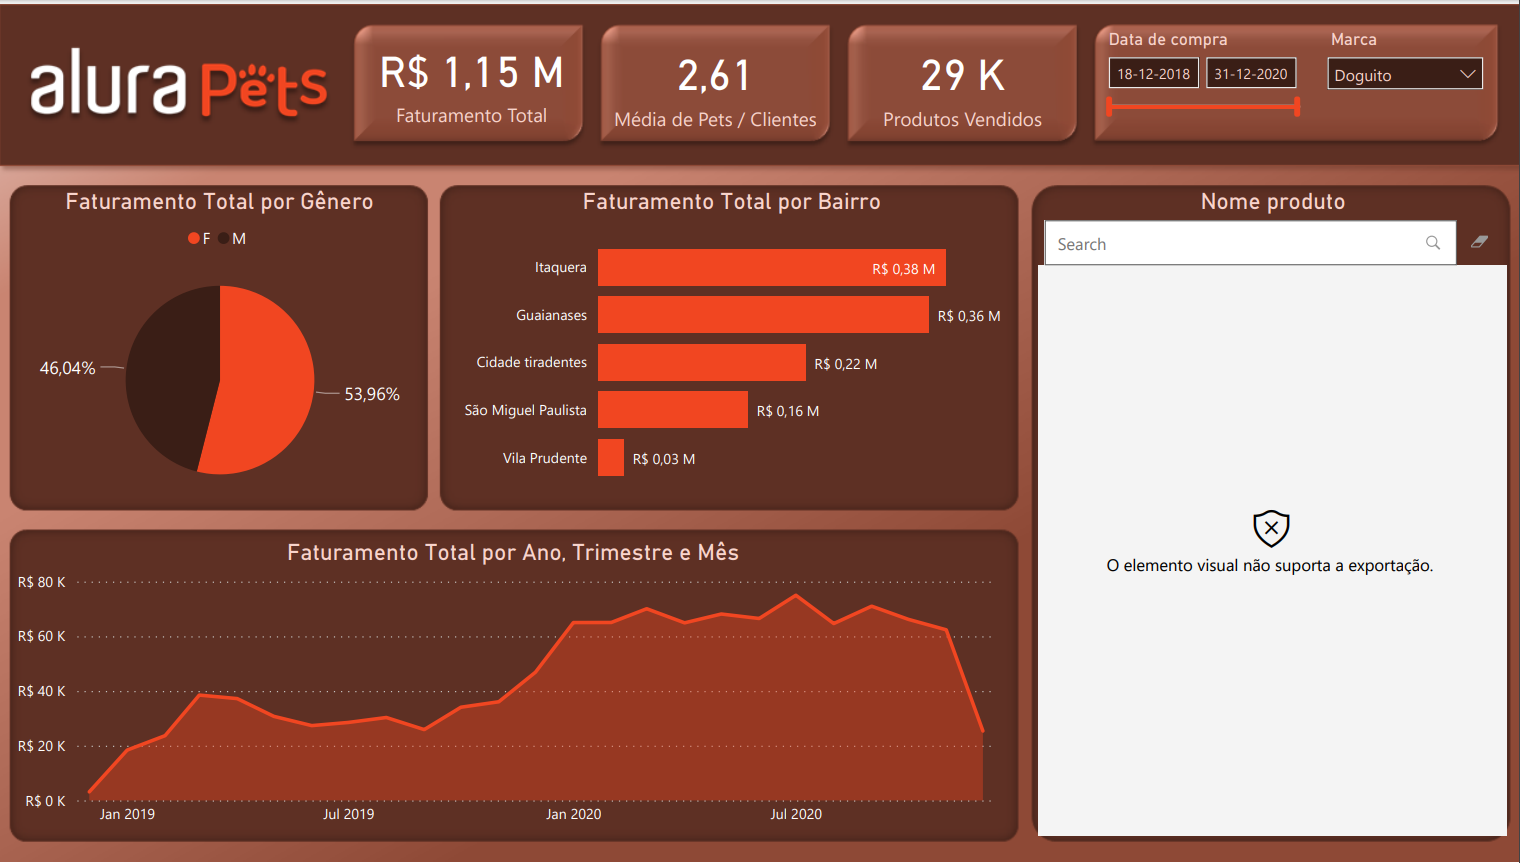 alura Pets
R$ 1,15 M
Faturamento Total
2,61
Média de Pets / Clientes
29 K
Produtos Vendidos
Data de compra
18-12-2018
31-12-2020
Marca
Doguito
Faturamento Total por Gênero
F
M
46,04%
53,96%
Faturamento Total por Bairro
Itaquera
R$ 0,38 M
Guaianases
R$ 0,36 M
Cidade tiradentes
R$ 0,22 M
São Miguel Paulista
R$ 0,16 M
Vila Prudente
R$ 0,03 M
Nome produto
Search
O elemento visual não suporta a exportação.
Faturamento Total por Ano, Trimestre e Mês
R$ 80 K
R$ 60 K
R$ 40 K
R$ 20 K
R$ 0 K
Jan 2019
Jul 2019
Jan 2020
Jul 2020